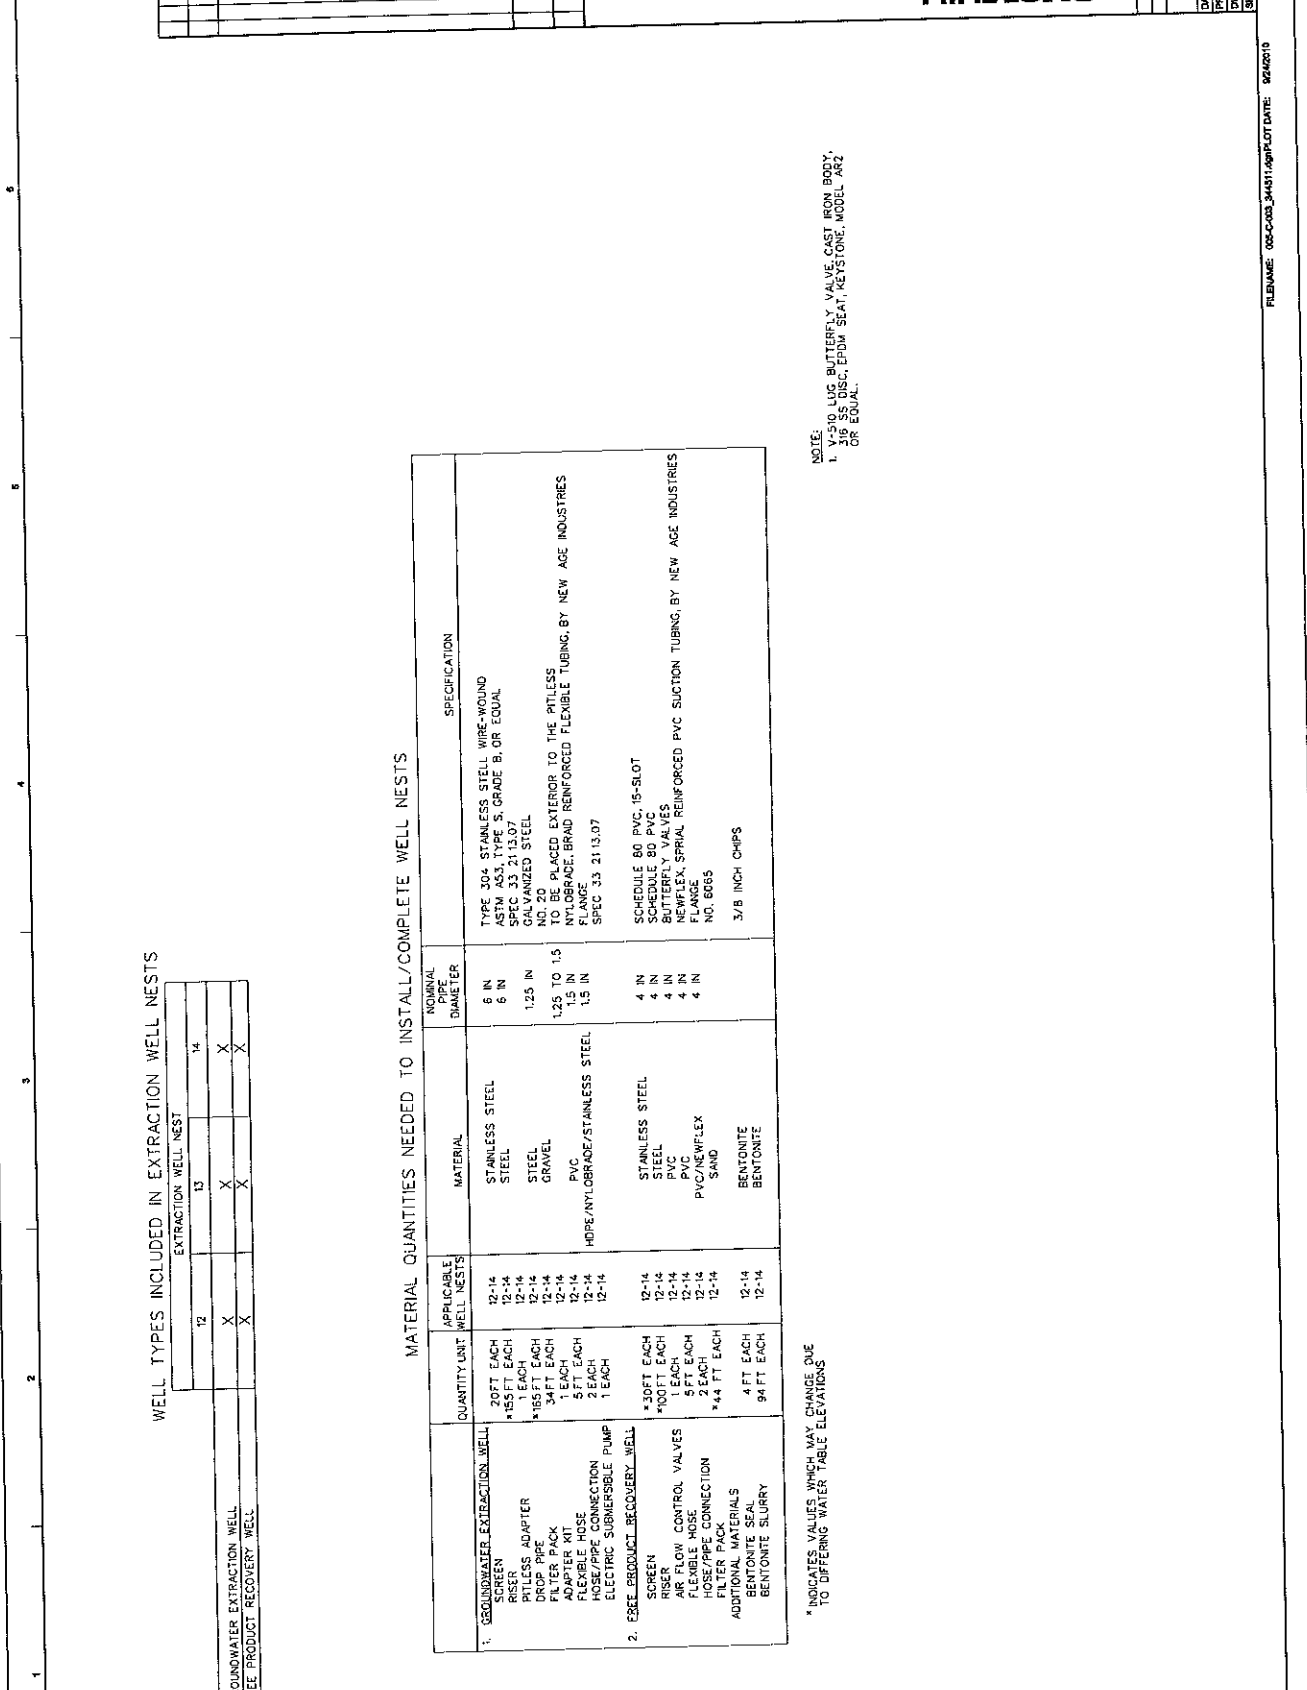 WELL TYPES INCLUDED IN EXTRACTION WELL NESTS
EXTRACTION WELL NEST
12 13 14
OUNDWATER EXTRACTION WELL X X X
EE PRODUCT RECOVERY WELL X X X
MATERIAL QUANTITIES NEEDED TO INSTALL/COMPLETE WELL NESTS
QUANTITY UNIT APPLICABLE WELL NESTS MATERIAL NOMINAL PIPE DIAMETER SPECIFICATION
1. GROUNDWATER EXTRACTION WELL
SCREEN 20FT EACH 12-14 STAINLESS STEEL 6 IN TYPE 304 STAINLESS STELL WIRE-WOUND
RISER *155 FT EACH 12-14 STEEL 6 IN ASTM A53, TYPE S, GRADE B, OR EQUAL
PITLESS ADAPTER 1 EACH 12-14 SPEC 33 21 13.07
DROP PIPE *165 FT EACH 12-14 STEEL 1.25 IN GALVANIZED STEEL
FILTER PACK 34FT EACH 12-14 GRAVEL NO. 20
ADAPTER KIT 1 EACH 12-14 1.25 TO 1.5 TO BE PLACED EXTERIOR TO THE PITLESS
FLEXIBLE HOSE 5 FT EACH 12-14 PVC 1.5 IN NYLOBRADE, BRAID REINFORCED FLEXIBLE TUBING, BY NEW AGE INDUSTRIES
HOSE/PIPE CONNECTION 2 EACH 12-14 HDPE/NYLOBRADE/STAINLESS STEEL 1.5 IN FLANGE
ELECTRIC SUBMERSIBLE PUMP 1 EACH 12-14 SPEC 33 21 13.07
2. FREE PRODUCT RECOVERY WELL
SCREEN *30FT EACH 12-14 STAINLESS STEEL 4 IN SCHEDULE 80 PVC, 15-SLOT
RISER *100FT EACH 12-14 STEEL 4 IN SCHEDULE 80 PVC
AIR FLOW CONTROL VALVES 1 EACH 12-14 PVC 4 IN BUTTERFLY VALVES
FLEXIBLE HOSE 5 FT EACH 12-14 PVC 4 IN NEWFLEX, SPRIAL REINFORCED PVC SUCTION TUBING, BY NEW AGE INDUSTRIES
HOSE/PIPE CONNECTION 2 EACH 12-14 PVC/NEWFLEX 4 IN FLANGE
FILTER PACK *44 FT EACH 12-14 SAND NO. 6065
ADDITIONAL MATERIALS
BENTONITE SEAL 4 FT EACH 12-14 BENTONITE 3/8 INCH CHIPS
BENTONITE SLURRY 94 FT EACH 12-14 BENTONITE
* INDICATES VALUES WHICH MAY CHANGE DUE
TO DIFFERING WATER TABLE ELEVATIONS
NOTE:
1. V-510 LUG BUTTERFLY VALVE, CAST IRON BODY,
316 SS DISC, EPDM SEAT, KEYSTONE, MODEL AR2
OR EQUAL.
FILENAME: 005-C-003_344511.dgn PLOT DATE: 9/24/2010
1 2 3 4 5 6